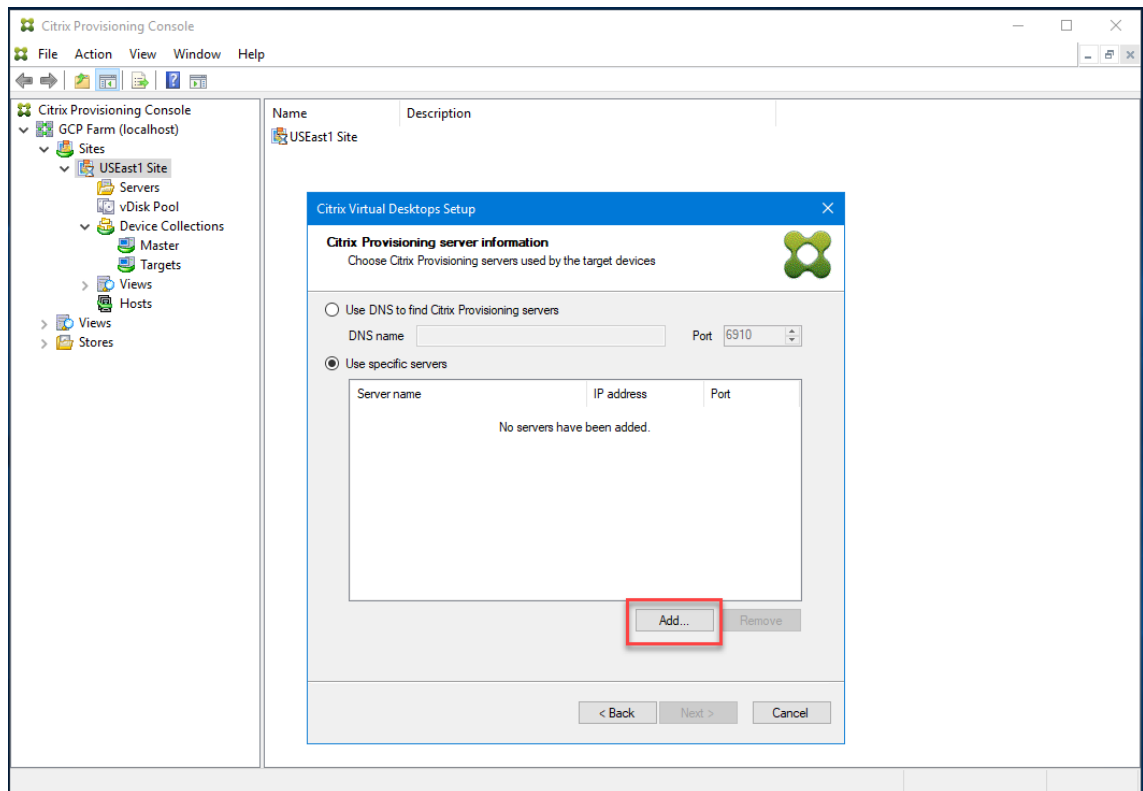 Citrix Provisioning Console
File Action View Window Help
Citrix Provisioning Console
GCP Farm (localhost)
Sites
USEast1 Site
Servers
vDisk Pool
Device Collections
Master
Targets
Views
Hosts
Views
Stores
Name Description
USEast1 Site
Citrix Virtual Desktops Setup
Citrix Provisioning server information
Choose Citrix Provisioning servers used by the target devices
Use DNS to find Citrix Provisioning servers
DNS name Port 6910
Use specific servers
Server name IP address Port
No servers have been added.
Add... Remove
< Back Next > Cancel